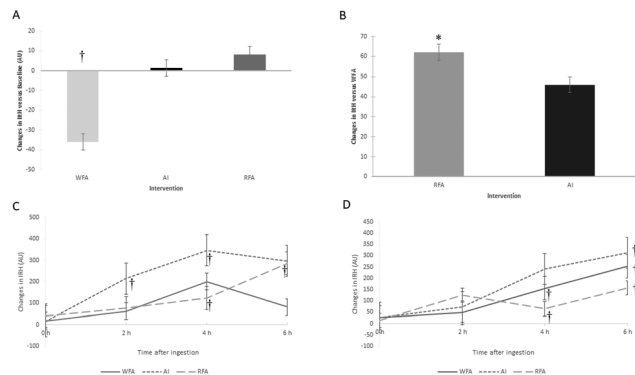 A
Changes in IRH versus Baseline (AU)
20
10
0
-10
-20
-30
-40
-50
†
WFA AI RFA
Intervention
B
Changes in IRH versus WFA
70
60
50
40
30
20
10
0
*
RFA AI
Intervention
C
Changes in IRH (AU)
500
400
300
200
100
0
-100
† † † †
0 h 2 h 4 h 6 h
Time after ingestion
WFA AI RFA
D
Changes in IRH (AU)
450
400
350
300
250
200
150
100
50
0
-50
-100
† † † † †
0 h 2 h 4 h 6 h
Time after ingestion
WFA AI RFA